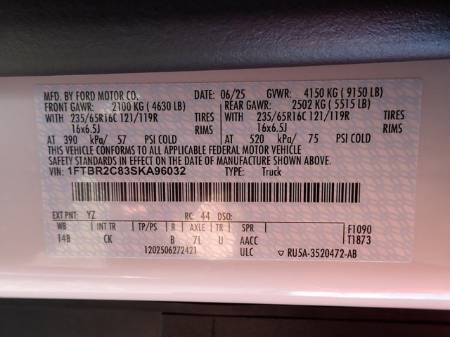 MFD. BY FORD MOTOR CO. 06/25 GVWR: 4150 KG ( 9150 LB)
FRONT GAWR: 2100 KG ( 4630 LB) REAR GAWR: 2502 KG ( 5515 LB)
WITH 235/65R16C 121/119R TIRES WITH 235/65R16C 121/119R TIRES
16x6.5J RIMS 16x6.5J RIMS
AT 390 kPa/ 57 PSI COLD AT 520 kPa/ 75 PSI COLD
THIS VEHICLE CONFORMS TO ALL APPLICABLE FEDERAL MOTOR VEHICLE
SAFETY STANDARDS IN EFFECT ON THE DATE OF MANUFACTURE SHOWN ABOVE.
VIN: 1FTBR2C83SKA96032 TYPE: Truck
EXT PNT: YZ RC: 44 DSO:
WB INT TR TP/PS R AXLE TR SPR F1090
148 CK B 7L U AACC T1873
1202506272421 ULC RU5A-3520472-AB